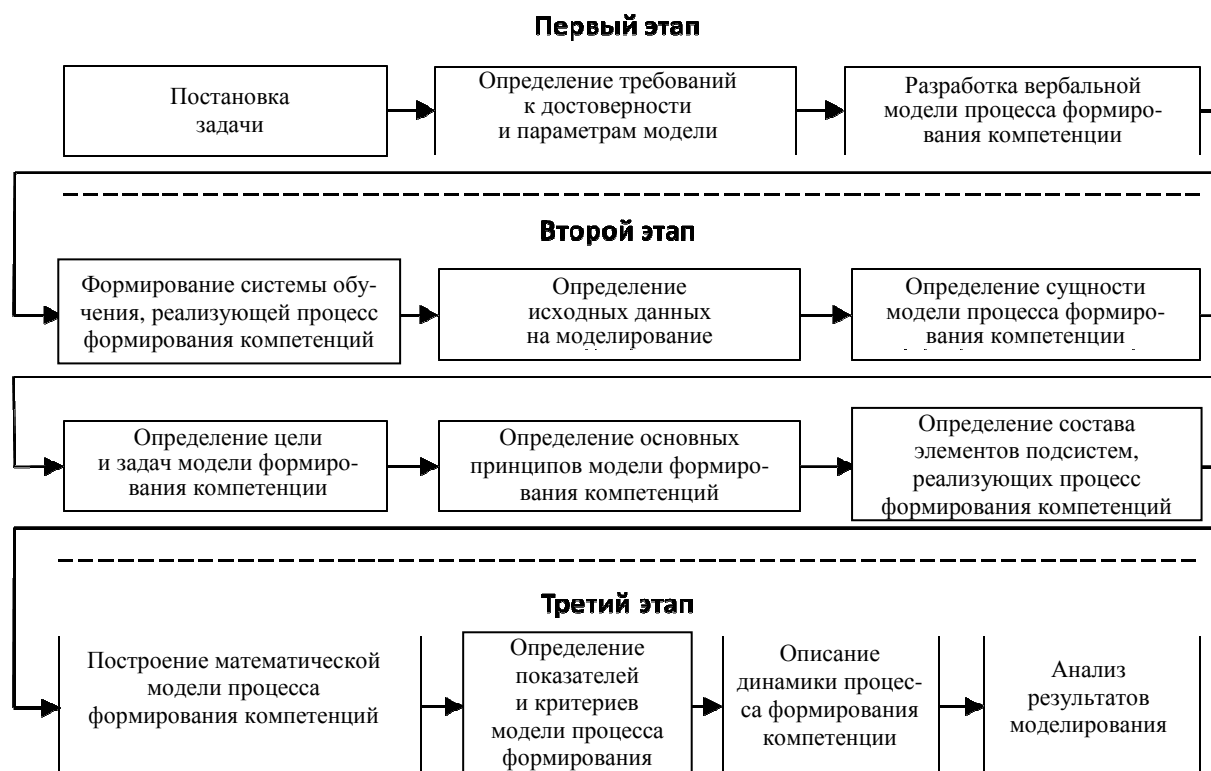 Первый этап
Постановка
задачи
Определение требований
к достоверности
и параметрам модели
Разработка вербальной
модели процесса формиро-
вания компетенции
Второй этап
Формирование системы обу-
чения, реализующей процесс
формирования компетенций
Определение
исходных данных
на моделирование
Определение сущности
модели процесса формиро-
вания компетенции
Определение цели
и задач модели формиро-
вания компетенции
Определение основных
принципов модели формиро-
вания компетенций
Определение состава
элементов подсистем,
реализующих процесс
формирования компетенций
Третий этап
Построение математической
модели процесса
формирования компетенций
Определение
показателей
и критериев
модели процесса
формирования
Описание
динамики процес-
са формирования
компетенции
Анализ
результатов
моделирования